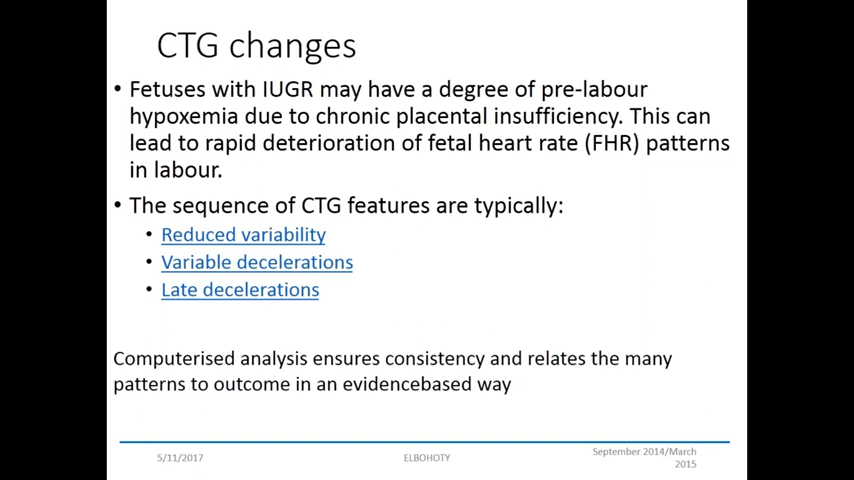 CTG changes
• Fetuses with IUGR may have a degree of pre-labour
hypoxemia due to chronic placental insufficiency. This can
lead to rapid deterioration of fetal heart rate (FHR) patterns
in labour.
• The sequence of CTG features are typically:
• Reduced variability
• Variable decelerations
• Late decelerations
Computerised analysis ensures consistency and relates the many
patterns to outcome in an evidencebased way
5/11/2017
ELBOHOTY
September 2014/March
2015